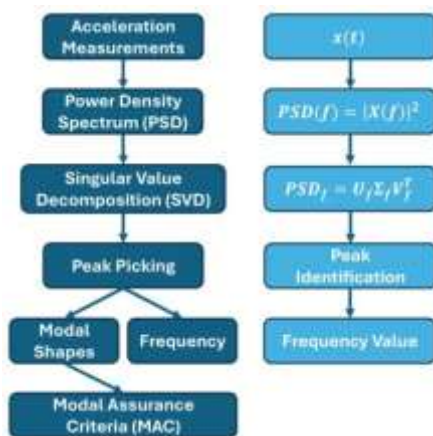 Acceleration
Measurements
x(t)
Power Density
Spectrum (PSD)
PSD(f) = |X(f)|²
Singular Value
Decomposition (SVD)
PSD_f = U_f Σ_f V_f^T
Peak Picking
Peak
Identification
Modal
Shapes
Frequency
Frequency Value
Modal Assurance
Criteria (MAC)